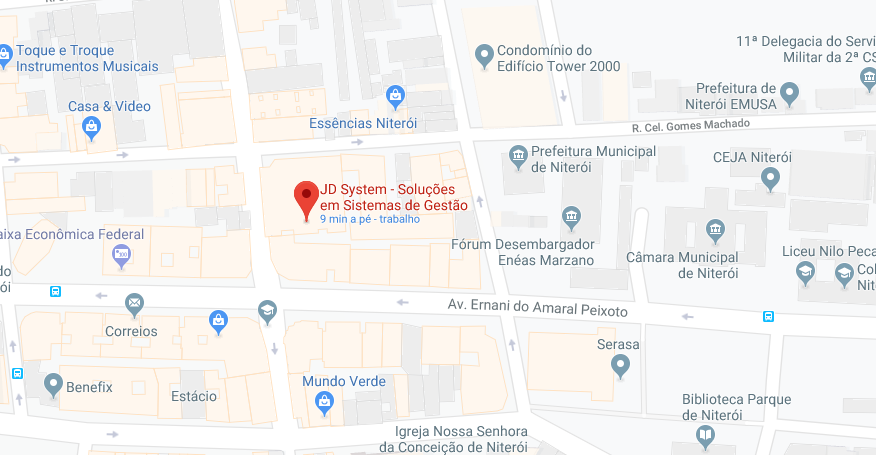 Toque e Troque
Instrumentos Musicais
Casa & Video
Essências Niterói
Condomínio do
Edifício Tower 2000
11ª Delegacia do Servi
Militar da 2ª CS
Prefeitura de
Niterói EMUSA
R. Cel. Gomes Machado
Prefeitura Municipal
de Niterói
CEJA Niterói
JD System - Soluções
em Sistemas de Gestão
9 min a pé - trabalho
aixa Econômica Federal
Fórum Desembargador
Enéas Marzano
Câmara Municipal
de Niterói
Liceu Nilo Peça
Col
Nit
do
ói
Av. Ernani do Amaral Peixoto
Correios
Serasa
Benefix
Estácio
Mundo Verde
Biblioteca Parque
de Niterói
Igreja Nossa Senhora
da Conceição de Niterói